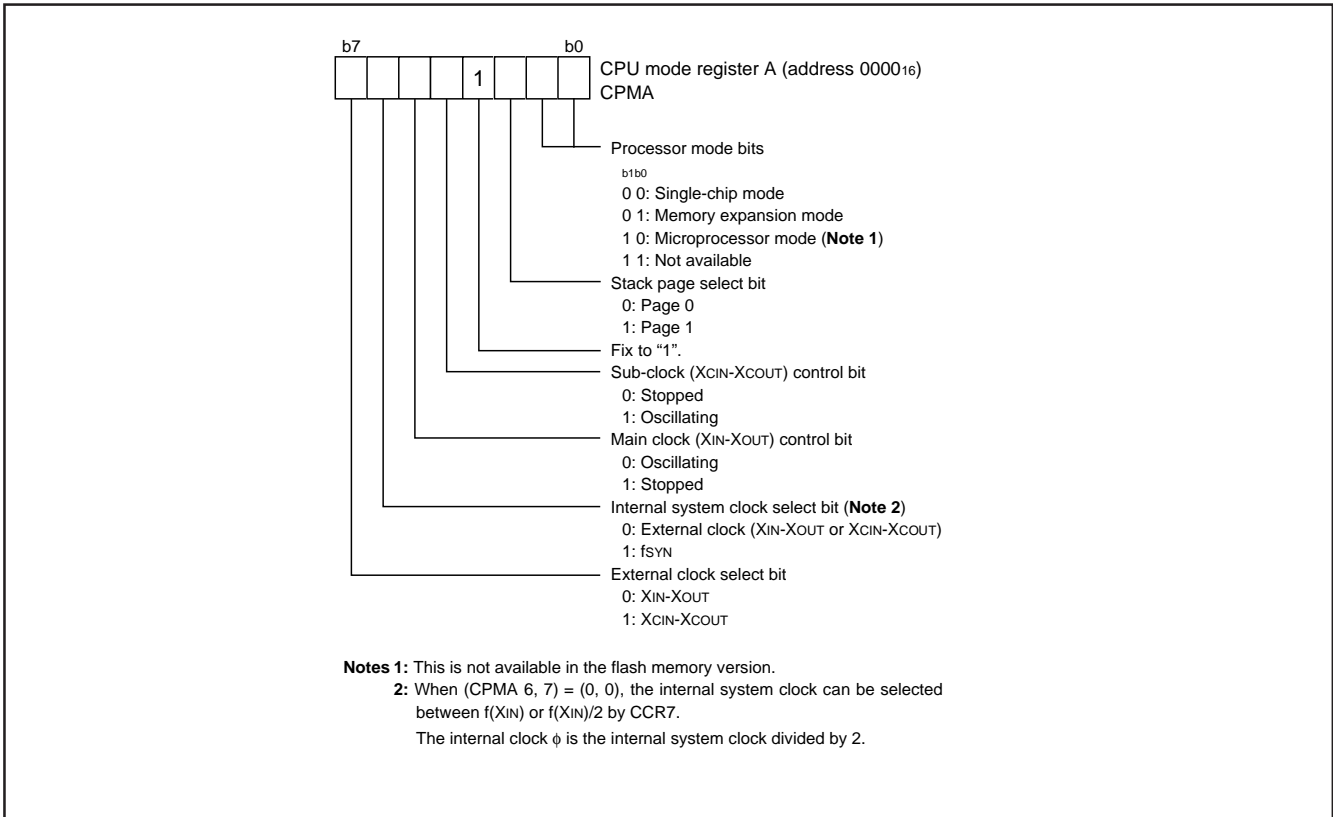 b7 b0
1
CPU mode register A (address 0000₁₆)
CPMA
Processor mode bits
b1b0
0 0: Single-chip mode
0 1: Memory expansion mode
1 0: Microprocessor mode (Note 1)
1 1: Not available
Stack page select bit
0: Page 0
1: Page 1
Fix to “1”.
Sub-clock (XCIN-XCOUT) control bit
0: Stopped
1: Oscillating
Main clock (XIN-XOUT) control bit
0: Oscillating
1: Stopped
Internal system clock select bit (Note 2)
0: External clock (XIN-XOUT or XCIN-XCOUT)
1: fSYN
External clock select bit
0: XIN-XOUT
1: XCIN-XCOUT
Notes 1: This is not available in the flash memory version.
2: When (CPMA 6, 7) = (0, 0), the internal system clock can be selected
between f(XIN) or f(XIN)/2 by CCR7.
The internal clock ϕ is the internal system clock divided by 2.